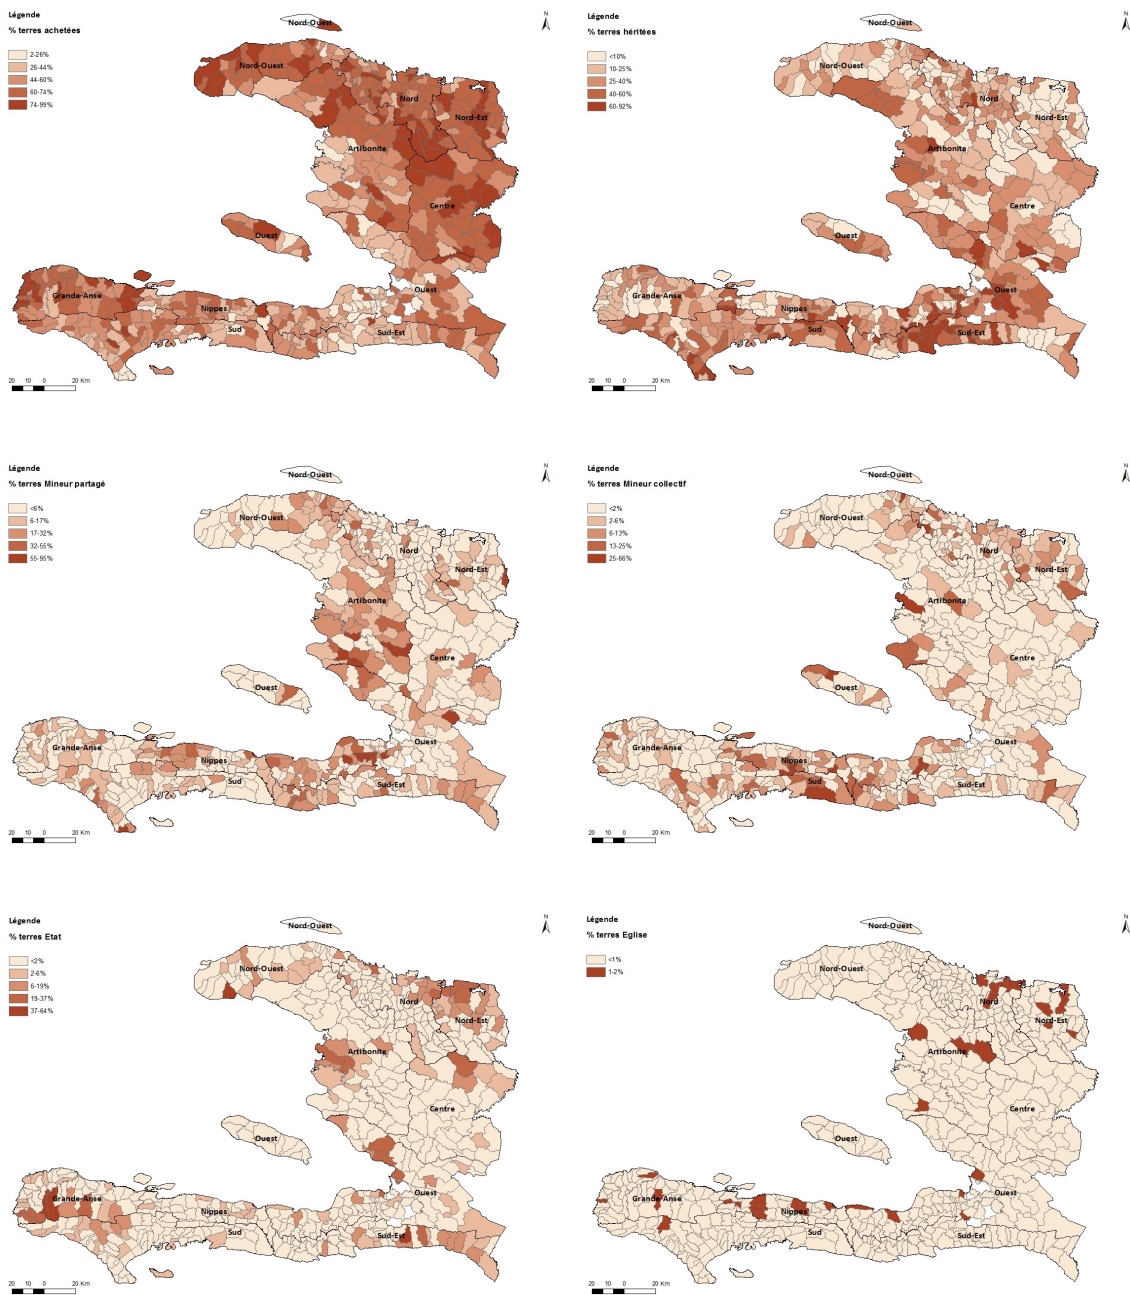 Légende
% terres achetées
2-26%
26-44%
44-60%
60-74%
74-99%
N
Nord-Ouest
Nord-Ouest
Nord
Nord-Est
Artibonite
Centre
Ouest
Ouest
Grande-Anse
Nippes
Sud
Sud-Est
20 10 0 20 Km
Légende
% terres héritées
<10%
10-25%
25-40%
40-60%
60-92%
N
Nord-Ouest
Nord-Ouest
Nord
Nord-Est
Artibonite
Centre
Ouest
Ouest
Grande-Anse
Nippes
Sud
Sud-Est
20 10 0 20 Km
Légende
% terres Mineur partagé
<6%
6-17%
17-32%
32-55%
55-95%
N
Nord-Ouest
Nord-Ouest
Nord
Nord-Est
Artibonite
Centre
Ouest
Ouest
Grande-Anse
Nippes
Sud
Sud-Est
20 10 0 20 Km
Légende
% terres Mineur collectif
<2%
2-6%
6-13%
13-25%
25-66%
N
Nord-Ouest
Nord-Ouest
Nord
Nord-Est
Artibonite
Centre
Ouest
Ouest
Grande-Anse
Nippes
Sud
Sud-Est
20 10 0 20 Km
Légende
% terres Etat
<2%
2-6%
6-19%
19-37%
37-64%
N
Nord-Ouest
Nord-Ouest
Nord
Nord-Est
Artibonite
Centre
Ouest
Ouest
Grande-Anse
Nippes
Sud
Sud-Est
20 10 0 20 Km
Légende
% terres Eglise
<1%
1-2%
N
Nord-Ouest
Nord-Ouest
Nord
Nord-Est
Artibonite
Centre
Ouest
Ouest
Grande-Anse
Nippes
Sud
Sud-Est
20 10 0 20 Km